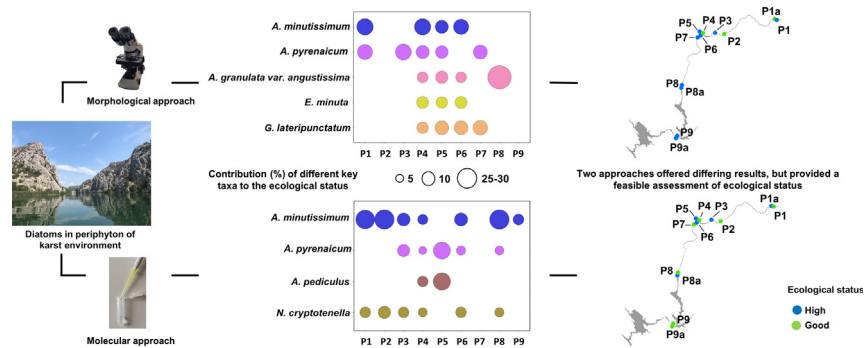 Morphological approach
Diatoms in periphyton of
karst environment
Molecular approach
A. minutissimum
A. pyrenaicum
A. granulata var. angustissima
E. minuta
G. lateripunctatum
P1 P2 P3 P4 P5 P6 P7 P8 P9
Contribution (%) of different key
taxa to the ecological status
5 10 25-30
A. minutissimum
A. pyrenaicum
A. pediculus
N. cryptotenella
P1 P2 P3 P4 P5 P6 P7 P8 P9
P1a
P1
P5 P4 P3
P7 P6 P2
P8
P8a
P9
P9a
Two approaches offered differing results, but provided a
feasible assessment of ecological status
P1a
P1
P5 P4 P3
P7 P6 P2
P8
P8a
P9
P9a
Ecological status
High
Good